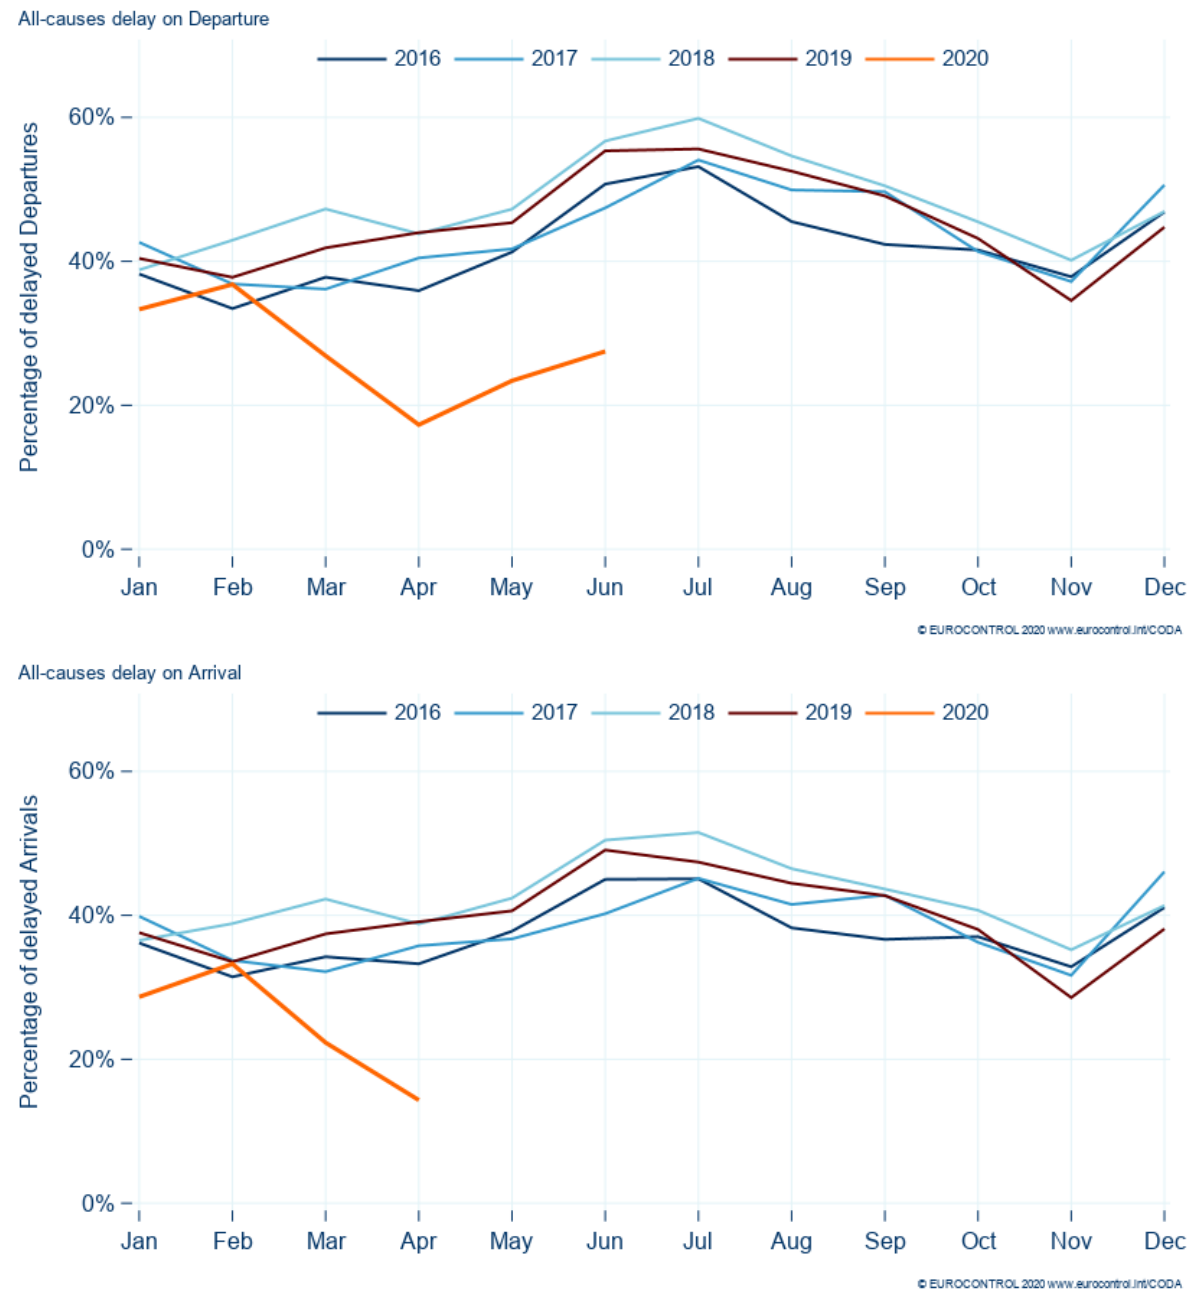 All-causes delay on Departure
2016 2017 2018 2019 2020
Percentage of delayed Departures
60%
40%
20%
0%
Jan Feb Mar Apr May Jun Jul Aug Sep Oct Nov Dec
© EUROCONTROL 2020 www.eurocontrol.int/CODA
All-causes delay on Arrival
2016 2017 2018 2019 2020
Percentage of delayed Arrivals
60%
40%
20%
0%
Jan Feb Mar Apr May Jun Jul Aug Sep Oct Nov Dec
© EUROCONTROL 2020 www.eurocontrol.int/CODA